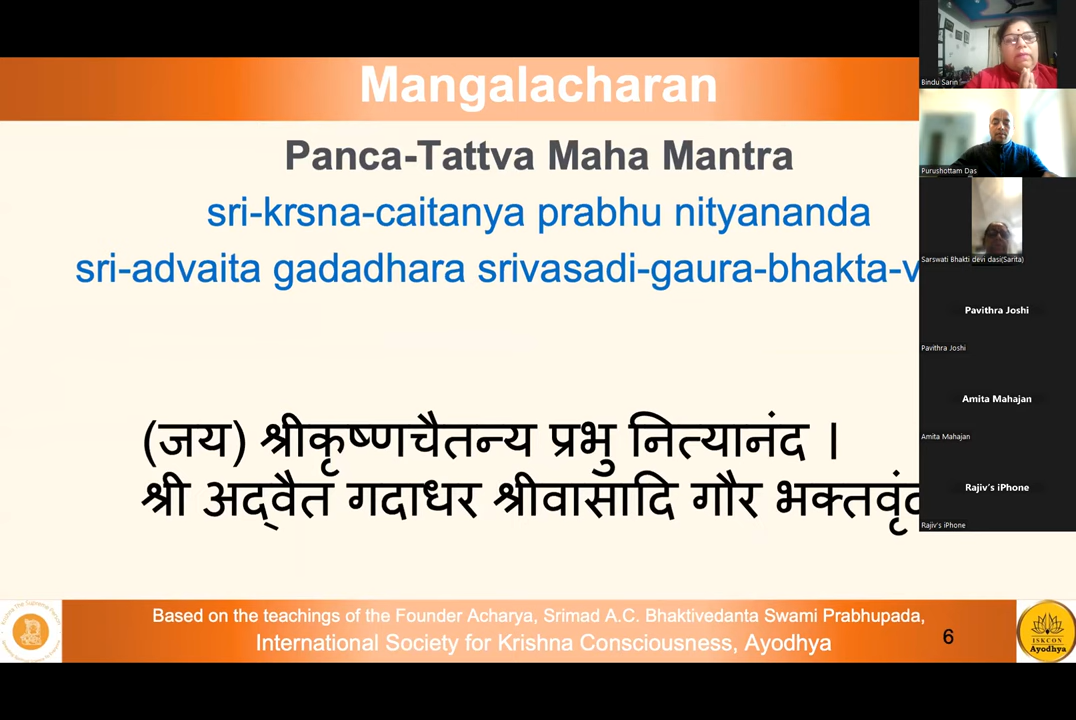 Mangalacharan
Panca-Tattva Maha Mantra
sri-krsna-caitanya prabhu nityananda
sri-advaita gadadhara srivasadi-gaura-bhakta-v
(जय) श्रीकृष्णचैतन्य प्रभु नित्यानंद ।
श्री अद्वैत गदाधर श्रीवासादि गौर
Based on the teachings of the Founder Acharya, Srimad A.C. Bhaktivedanta Swami Prabhupada,
International Society for Krishna Consciousness, Ayodhya
6
ISKCON
Ayodhya
Bindu Sarin
Purushottam Das
Sarswati Bhakti devi dasi(Sarita)
Pavithra Joshi
Pavithra Joshi
Amita Mahajan
Amita Mahajan
Rajiv's iPhone
Rajiv's iPhone